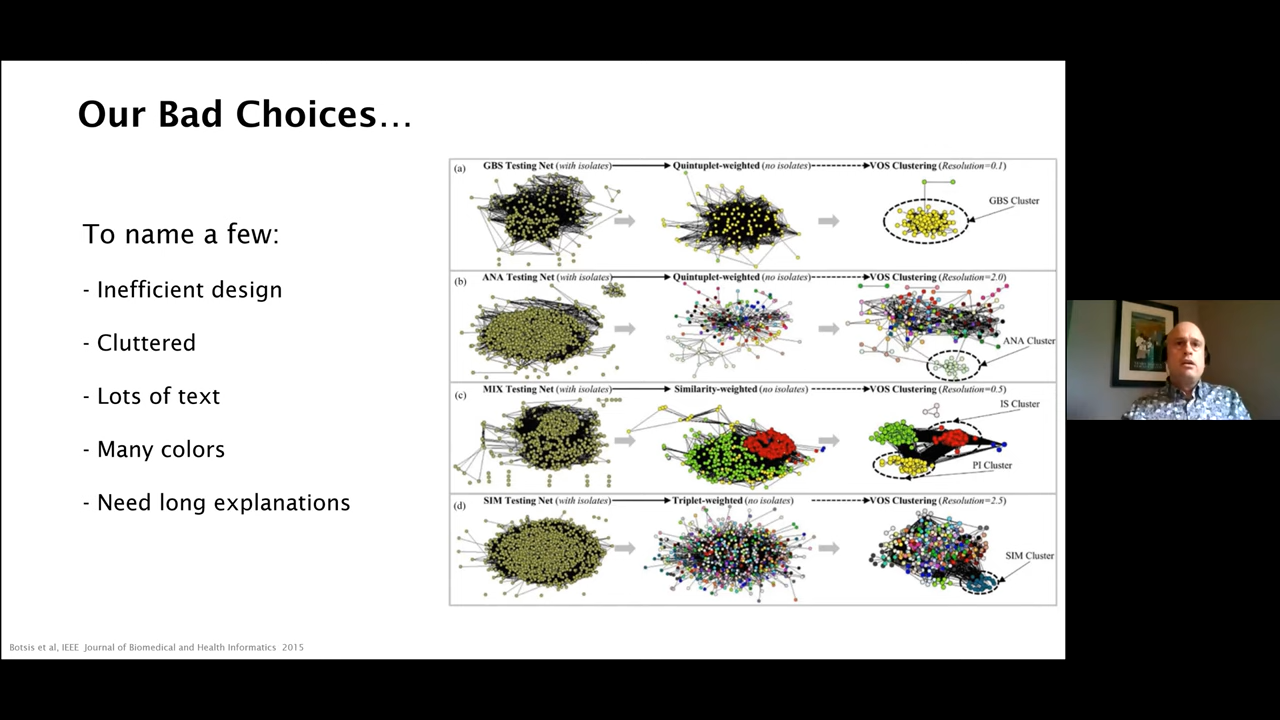 Our Bad Choices…
To name a few:
- Inefficient design
- Cluttered
- Lots of text
- Many colors
- Need long explanations
(a) GBS Testing Net (with isolates) Quintuplet-weighted (no isolates) VOS Clustering (Resolution=0.1)
GBS Cluster
(b) ANA Testing Net (with isolates) Quintuplet-weighted (no isolates) VOS Clustering (Resolution=2.0)
ANA Cluster
(c) MIX Testing Net (with isolates) Similarity-weighted (no isolates) VOS Clustering (Resolution=0.5)
IS Cluster
PI Cluster
(d) SIM Testing Net (with isolates) Triplet-weighted (no isolates) VOS Clustering (Resolution=2.5)
SIM Cluster
Botsis et al, IEEE Journal of Biomedical and Health Informatics 2015